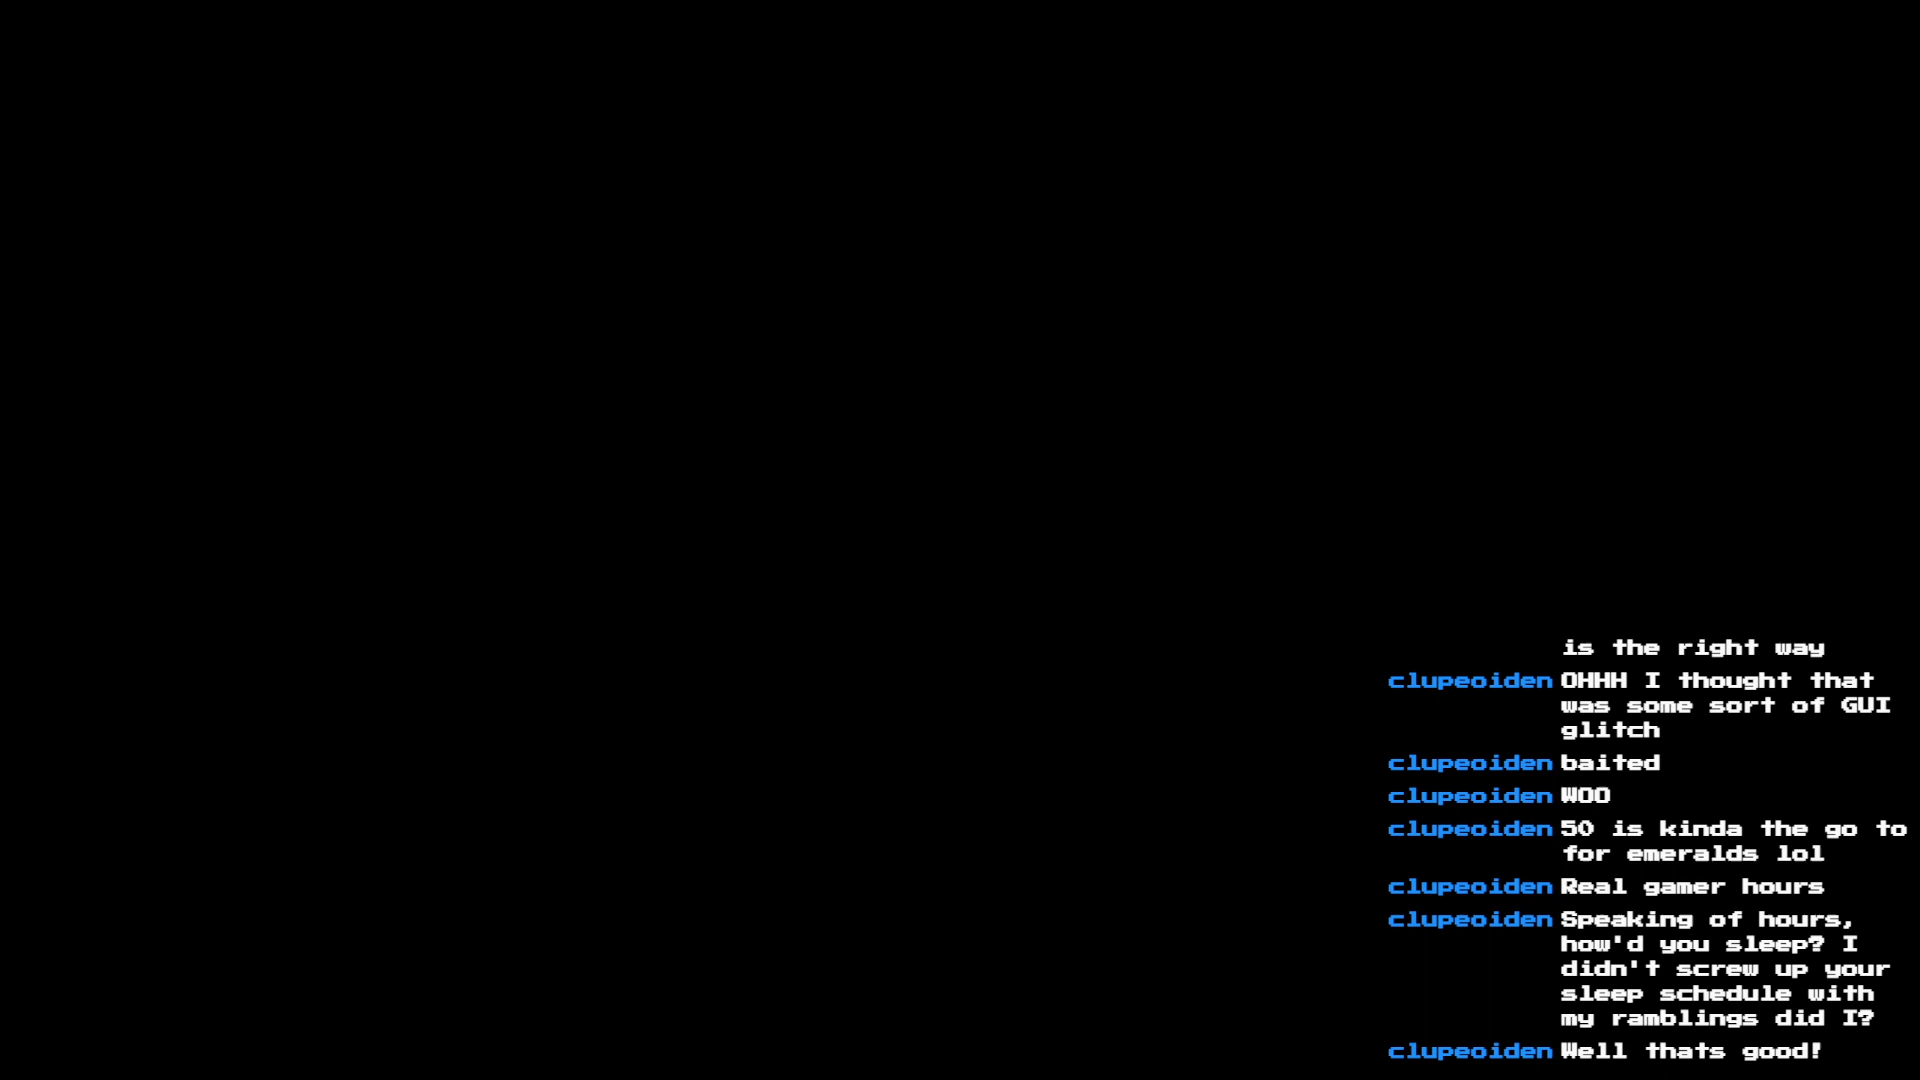 is the right way
clupeoiden OHHH I thought that
was some sort of GUI
glitch
clupeoiden baited
clupeoiden WOO
clupeoiden 50 is kinda the go to
for emeralds lol
clupeoiden Real gamer hours
clupeoiden Speaking of hours,
how'd you sleep? I
didn't screw up your
sleep schedule with
my ramblings did I?
clupeoiden Well thats good!